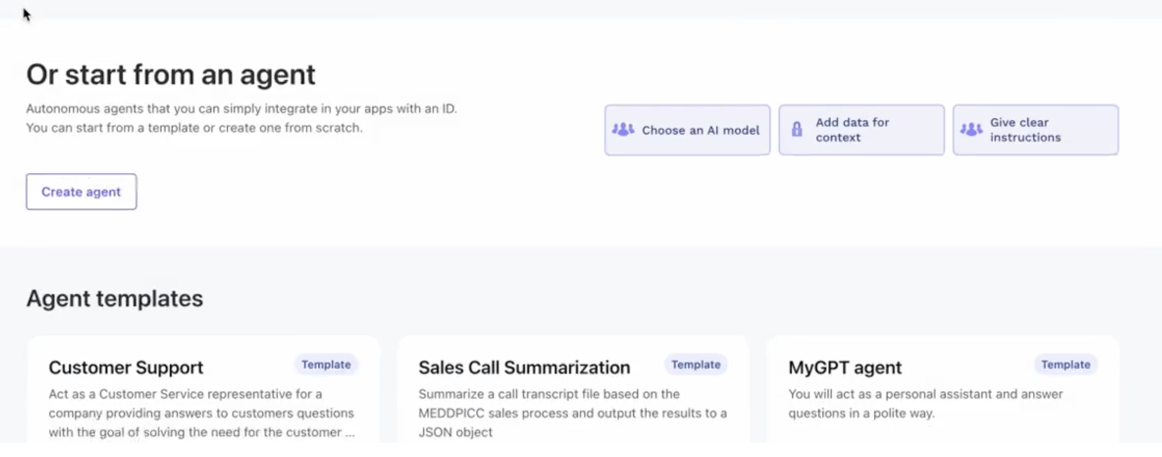 Or start from an agent
Autonomous agents that you can simply integrate in your apps with an ID.
You can start from a template or create one from scratch.
Choose an AI model
Add data for
context
Give clear
instructions
Create agent
Agent templates
Customer Support
Template
Act as a Customer Service representative for a
company providing answers to customers questions
with the goal of solving the need for the customer ...
Sales Call Summarization
Template
Summarize a call transcript file based on the
MEDDPICC sales process and output the results to a
JSON object
MyGPT agent
Template
You will act as a personal assistant and answer
questions in a polite way.